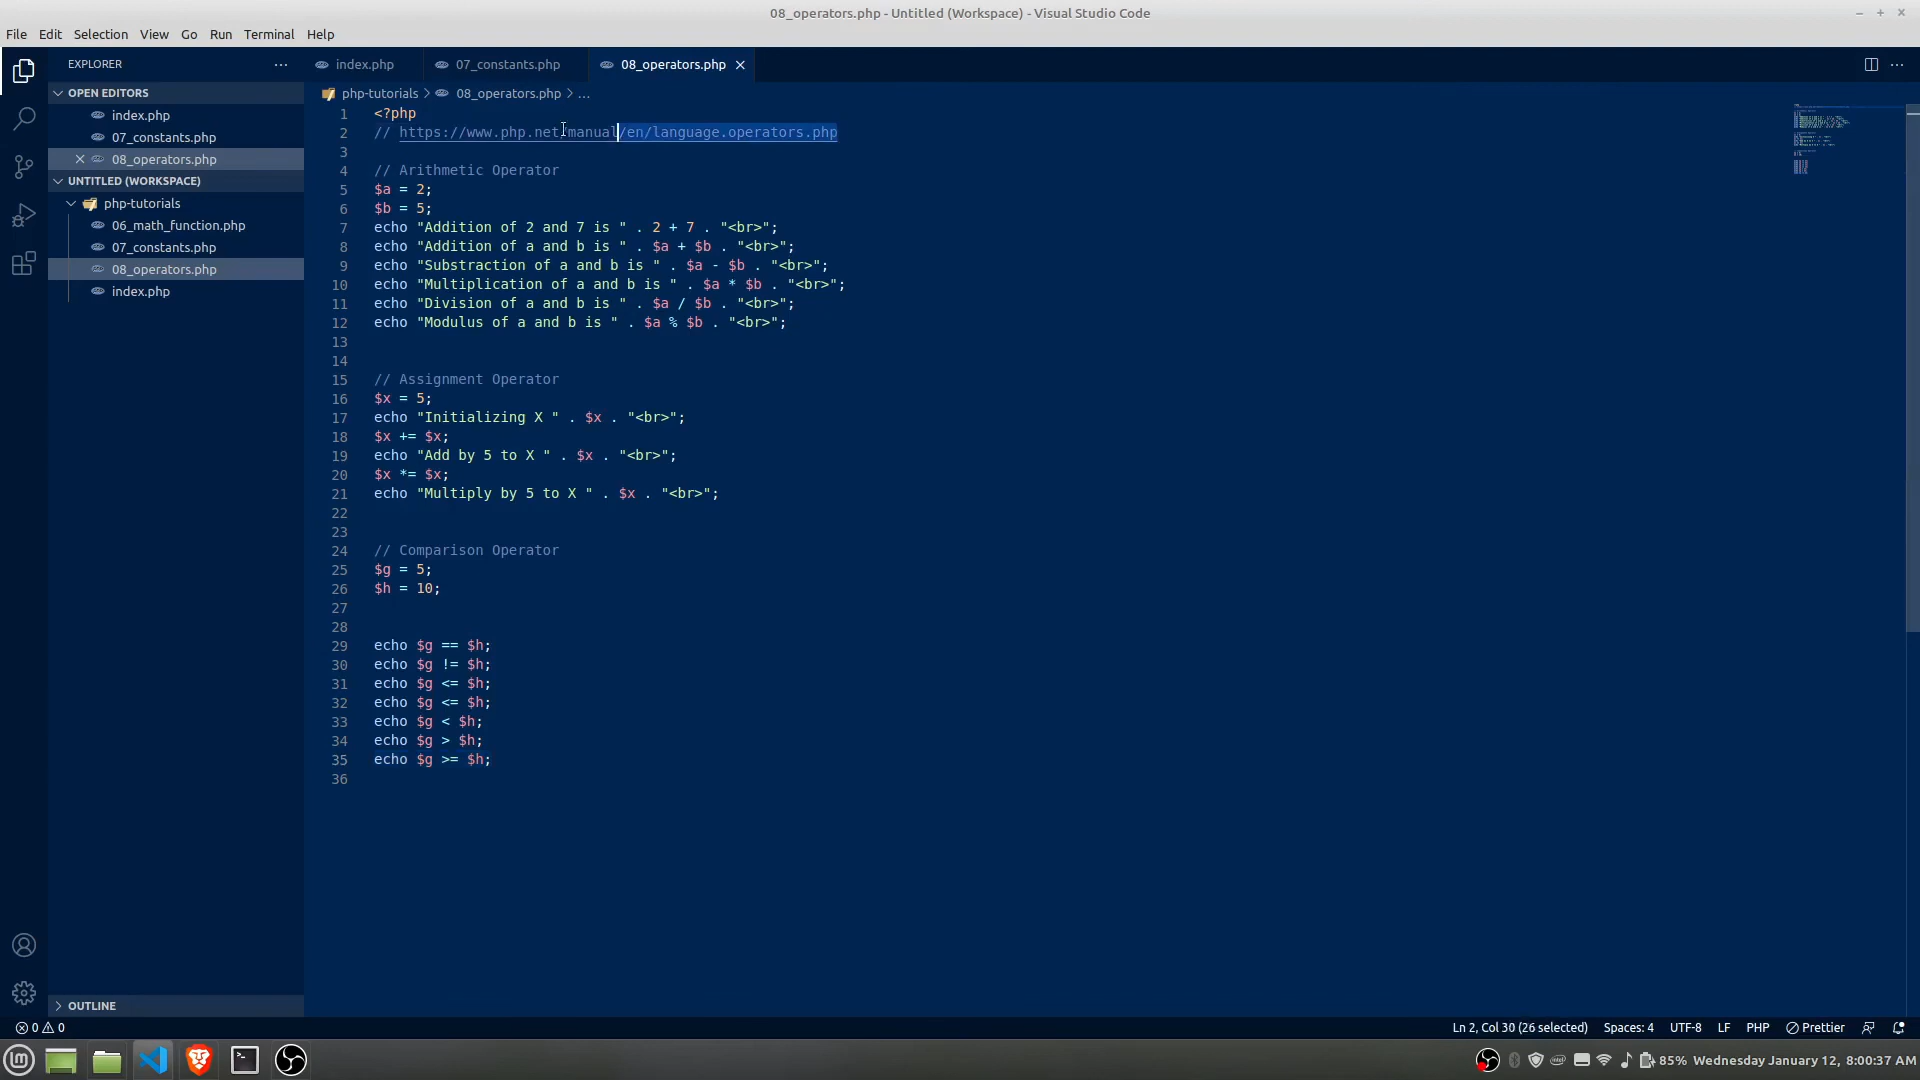 08_operators.php - Untitled (Workspace) - Visual Studio Code
File Edit Selection View Go Run Terminal Help
EXPLORER
index.php
07_constants.php
08_operators.php
OPEN EDITORS
index.php
07_constants.php
08_operators.php
UNTITLED (WORKSPACE)
php-tutorials
06_math_function.php
07_constants.php
08_operators.php
index.php
OUTLINE
php-tutorials > 08_operators.php > ...
1 <?php
2 // https://www.php.net/manual/en/language.operators.php
3
4 // Arithmetic Operator
5 $a = 2;
6 $b = 5;
7 echo "Addition of 2 and 7 is " . 2 + 7 . "<br>";
8 echo "Addition of a and b is " . $a + $b . "<br>";
9 echo "Substraction of a and b is " . $a - $b . "<br>";
10 echo "Multiplication of a and b is " . $a * $b . "<br>";
11 echo "Division of a and b is " . $a / $b . "<br>";
12 echo "Modulus of a and b is " . $a % $b . "<br>";
13
14
15 // Assignment Operator
16 $x = 5;
17 echo "Initializing X " . $x . "<br>";
18 $x += $x;
19 echo "Add by 5 to X " . $x . "<br>";
20 $x *= $x;
21 echo "Multiply by 5 to X " . $x . "<br>";
22
23
24 // Comparison Operator
25 $g = 5;
26 $h = 10;
27
28
29 echo $g == $h;
30 echo $g != $h;
31 echo $g <= $h;
32 echo $g <= $h;
33 echo $g < $h;
34 echo $g > $h;
35 echo $g >= $h;
36
0 0
Ln 2, Col 30 (26 selected) Spaces: 4 UTF-8 LF PHP Prettier
85% Wednesday January 12, 8:00:37 AM